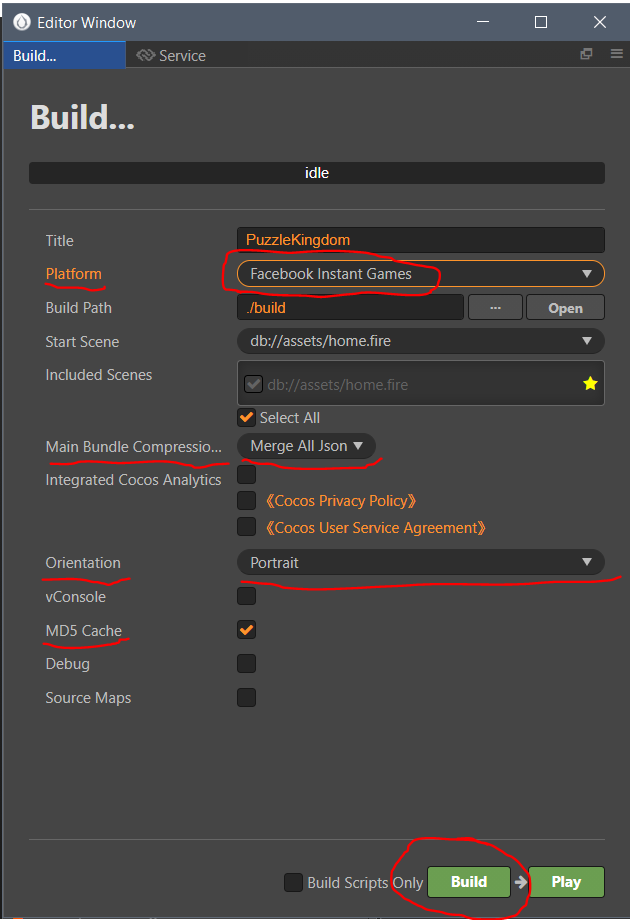 Editor Window
Build...
Service
Build...
idle
Title
PuzzleKingdom
Platform
Facebook Instant Games
Build Path
./build
...
Open
Start Scene
db://assets/home.fire
Included Scenes
db://assets/home.fire
Select All
Main Bundle Compressio...
Merge All Json
Integrated Cocos Analytics
《Cocos Privacy Policy》
《Cocos User Service Agreement》
Orientation
Portrait
vConsole
MD5 Cache
Debug
Source Maps
Build Scripts Only
Build
Play